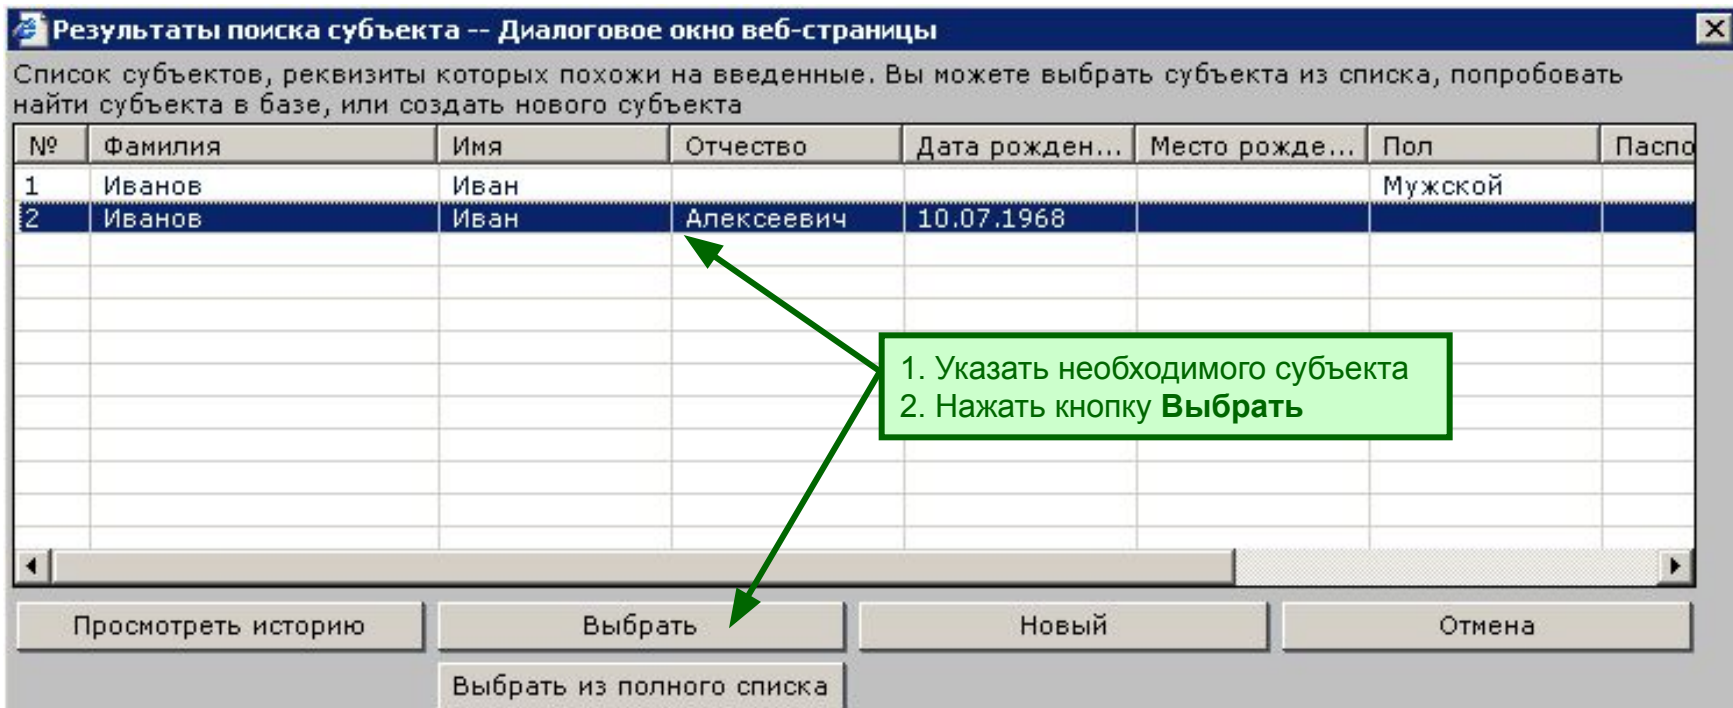 Результаты поиска субъекта -- Диалоговое окно веб-страницы
Список субъектов, реквизиты которых похожи на введенные. Вы можете выбрать субъекта из списка, попробовать
найти субъекта в базе, или создать нового субъекта
№ Фамилия Имя Отчество Дата рожден... Место рожде... Пол Паспо
1 Иванов Иван Мужской
2 Иванов Иван Алексеевич 10.07.1968
1. Указать необходимого субъекта
2. Нажать кнопку Выбрать
Просмотреть историю Выбрать Новый Отмена
Выбрать из полного списка